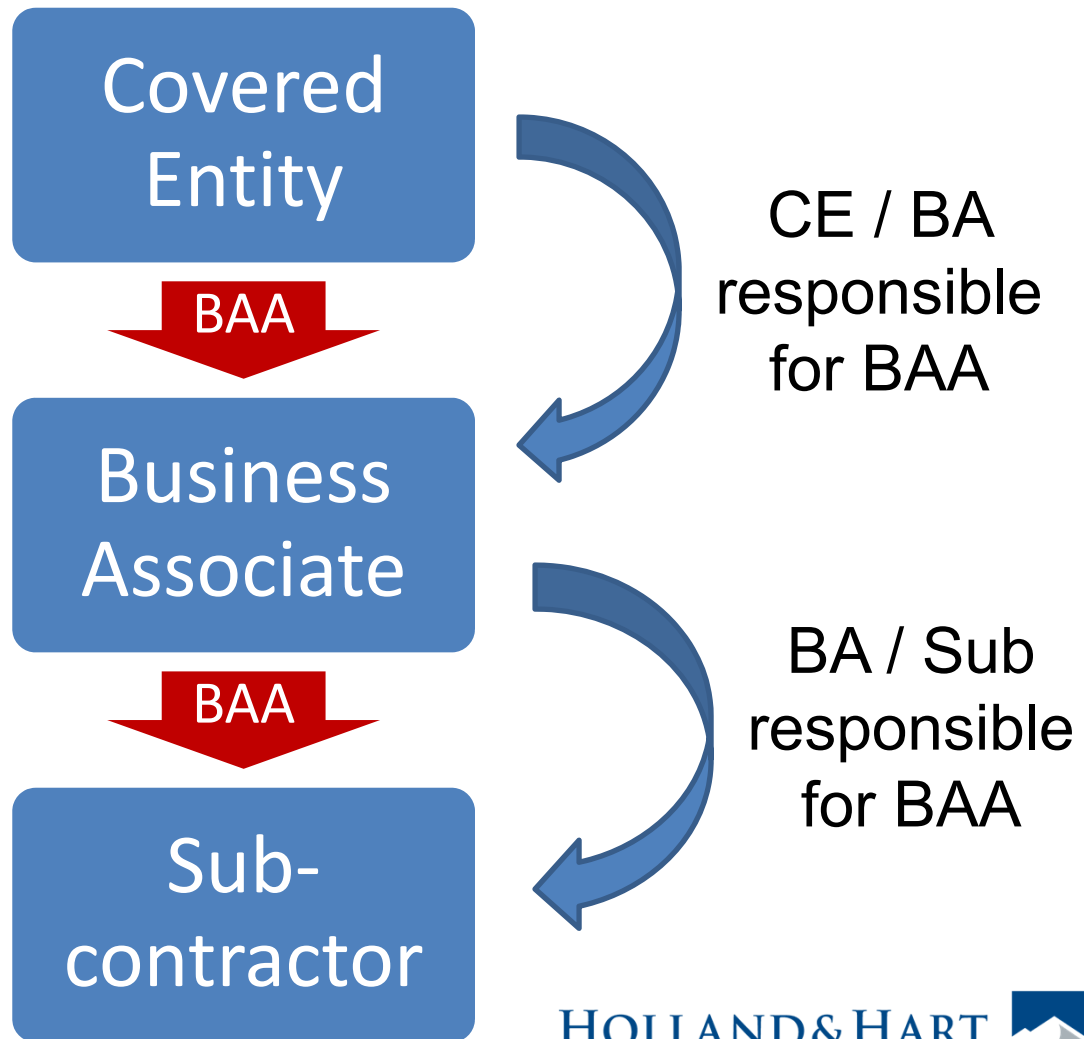 Covered
Entity
BAA
CE / BA
responsible
for BAA
Business
Associate
BAA
BA / Sub
responsible
for BAA
Sub-
contractor
HOLLAND&HART